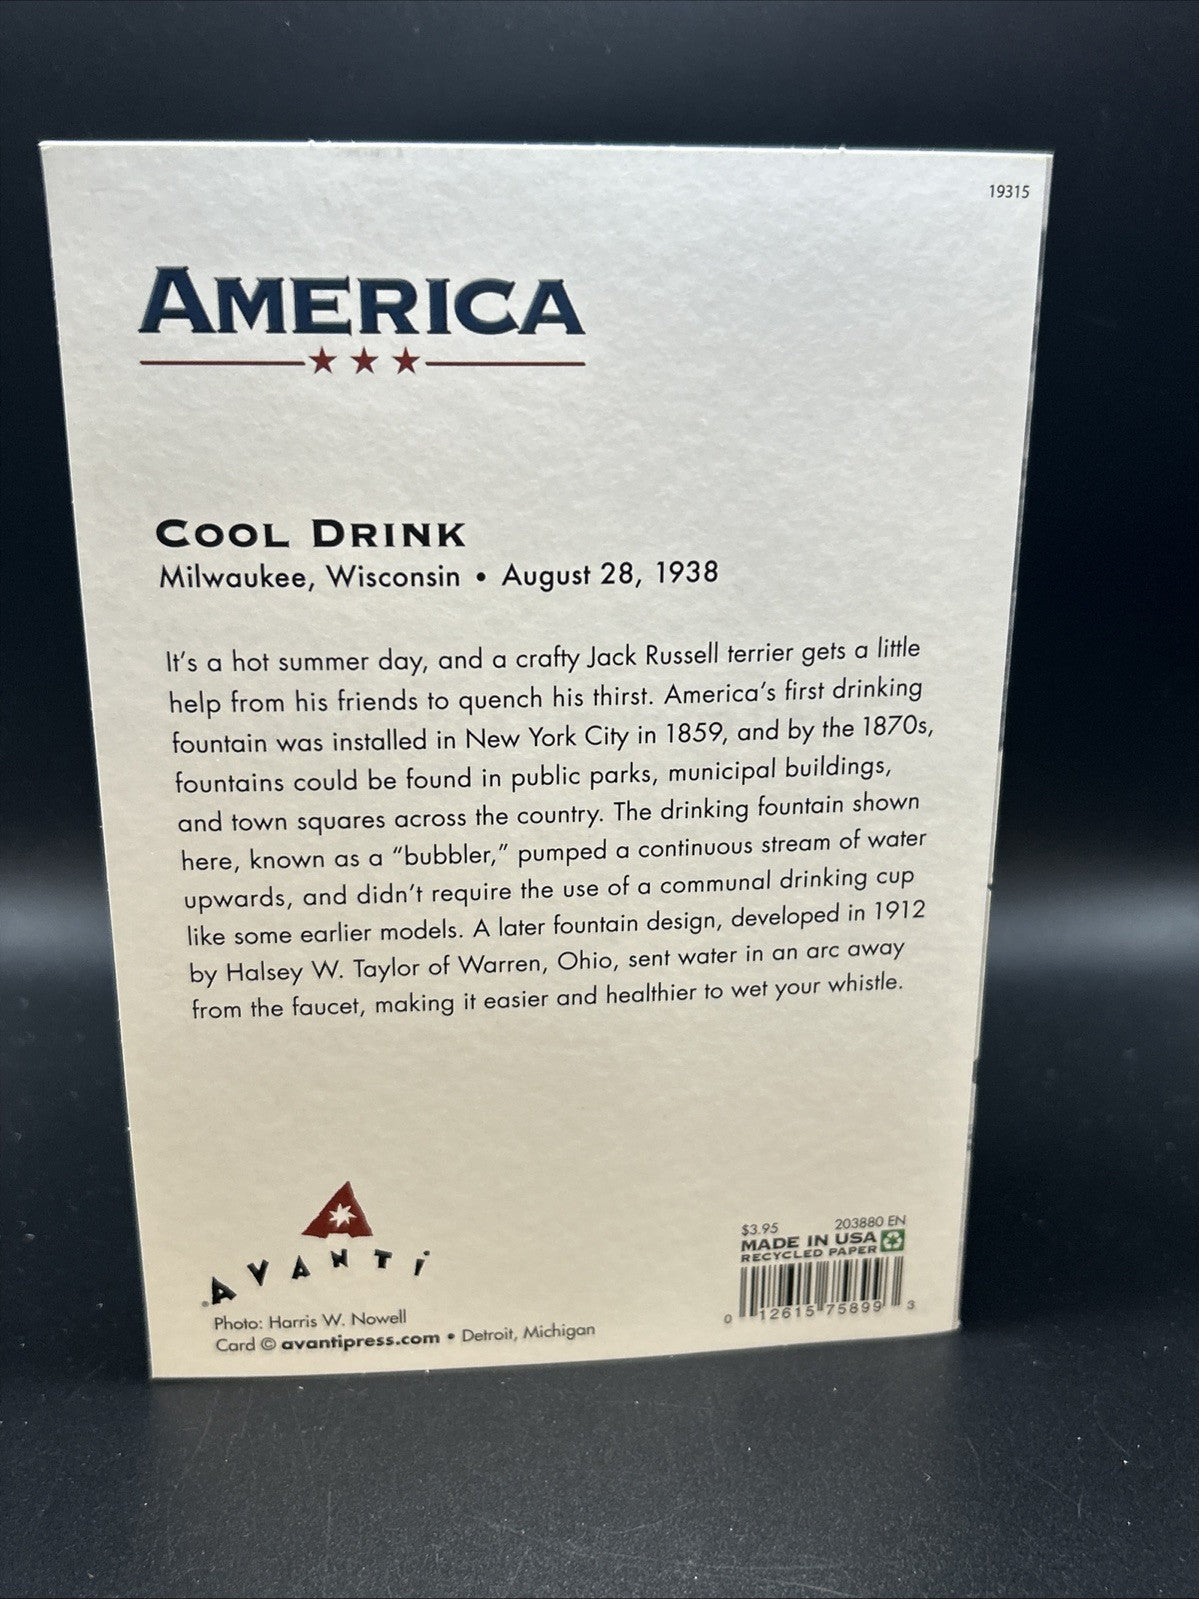 19315
AMERICA
COOL DRINK
Milwaukee, Wisconsin • August 28, 1938
It's a hot summer day, and a crafty Jack Russell terrier gets a little
help from his friends to quench his thirst. America's first drinking
fountain was installed in New York City in 1859, and by the 1870s,
fountains could be found in public parks, municipal buildings,
and town squares across the country. The drinking fountain shown
here, known as a “bubbler,” pumped a continuous stream of water
upwards, and didn't require the use of a communal drinking cup
like some earlier models. A later fountain design, developed in 1912
by Halsey W. Taylor of Warren, Ohio, sent water in an arc away
from the faucet, making it easier and healthier to wet your whistle.
AVANTi
Photo: Harris W. Nowell
Card © avantipress.com • Detroit, Michigan
$3.95 203880 EN
MADE IN USA
RECYCLED PAPER
0 12615 75899 3